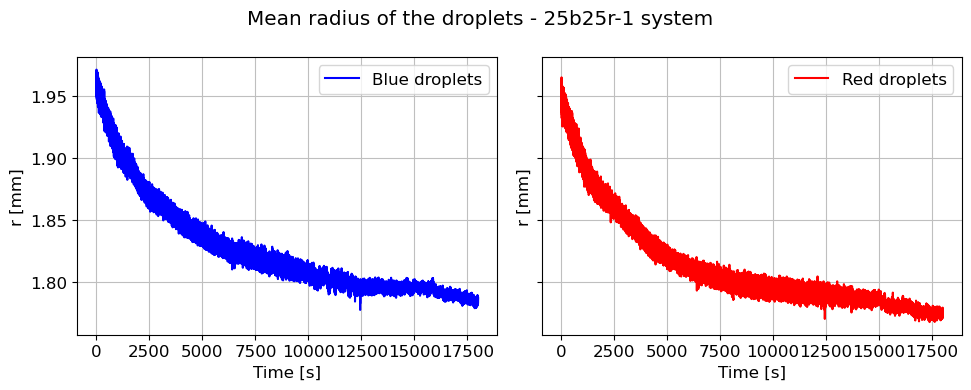 Mean radius of the droplets - 25b25r-1 system
Blue droplets
r [mm]
1.95
1.90
1.85
1.80
0 2500 5000 7500 10000 12500 15000 17500
Time [s]
Red droplets
r [mm]
0 2500 5000 7500 10000 12500 15000 17500
Time [s]